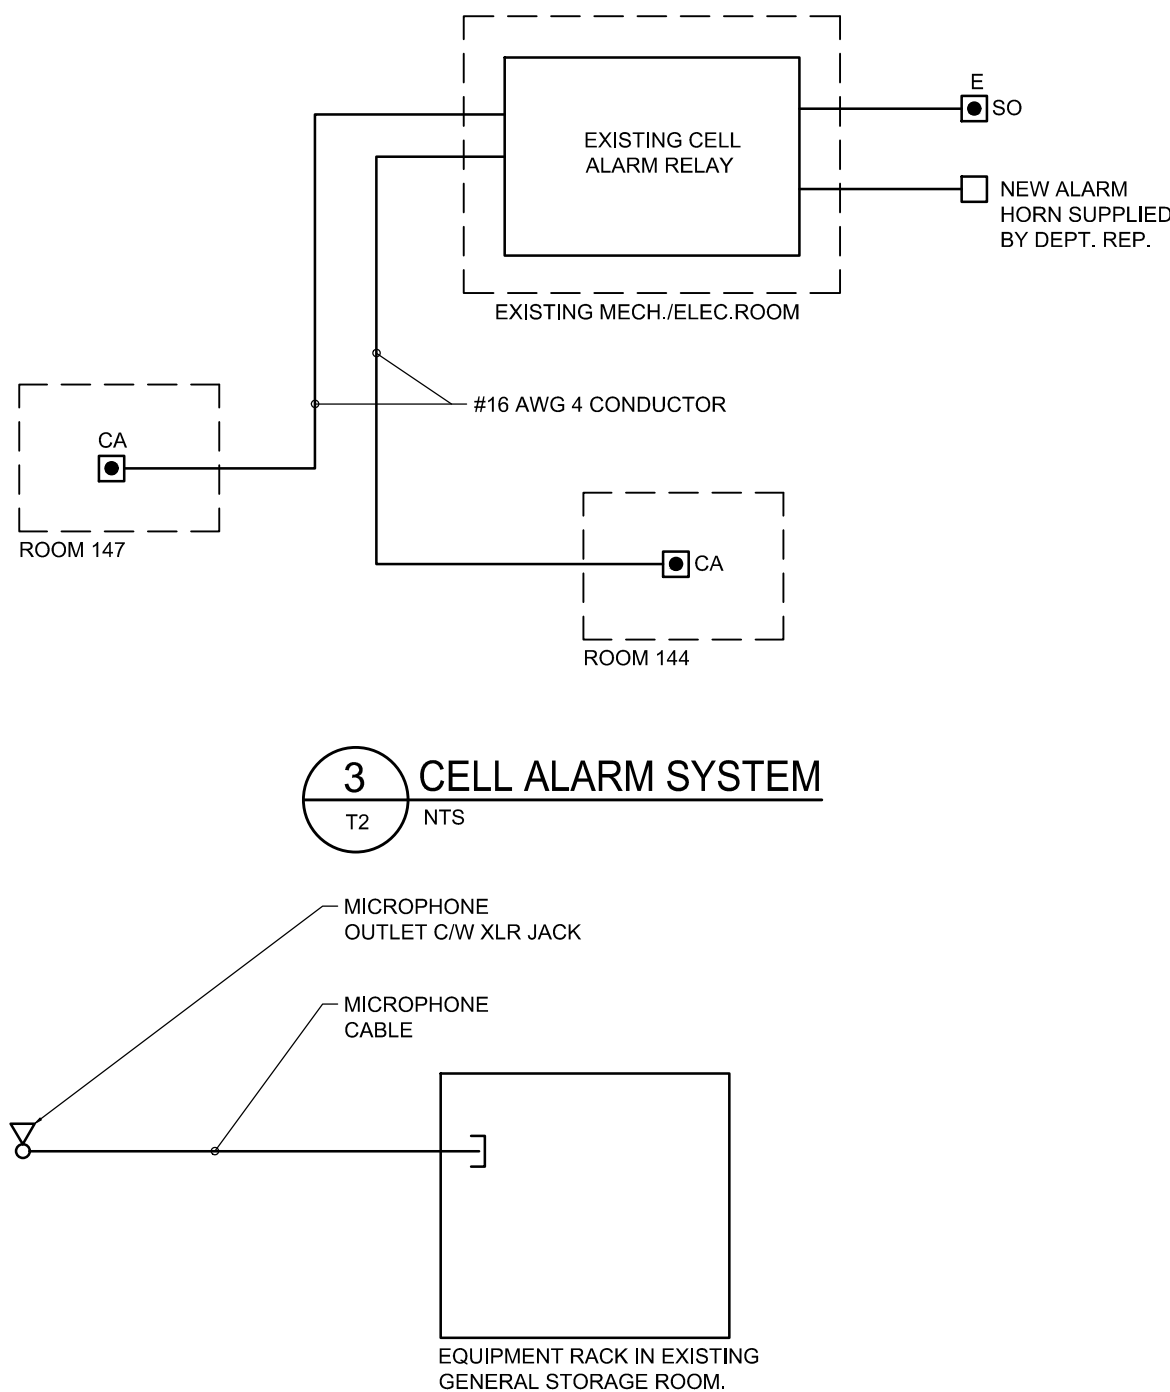 E
SO
EXISTING CELL
ALARM RELAY
NEW ALARM
HORN SUPPLIED
BY DEPT. REP.
EXISTING MECH./ELEC.ROOM
#16 AWG 4 CONDUCTOR
CA
ROOM 147
CA
ROOM 144
3
T2
CELL ALARM SYSTEM
NTS
MICROPHONE
OUTLET C/W XLR JACK
MICROPHONE
CABLE
EQUIPMENT RACK IN EXISTING
GENERAL STORAGE ROOM.